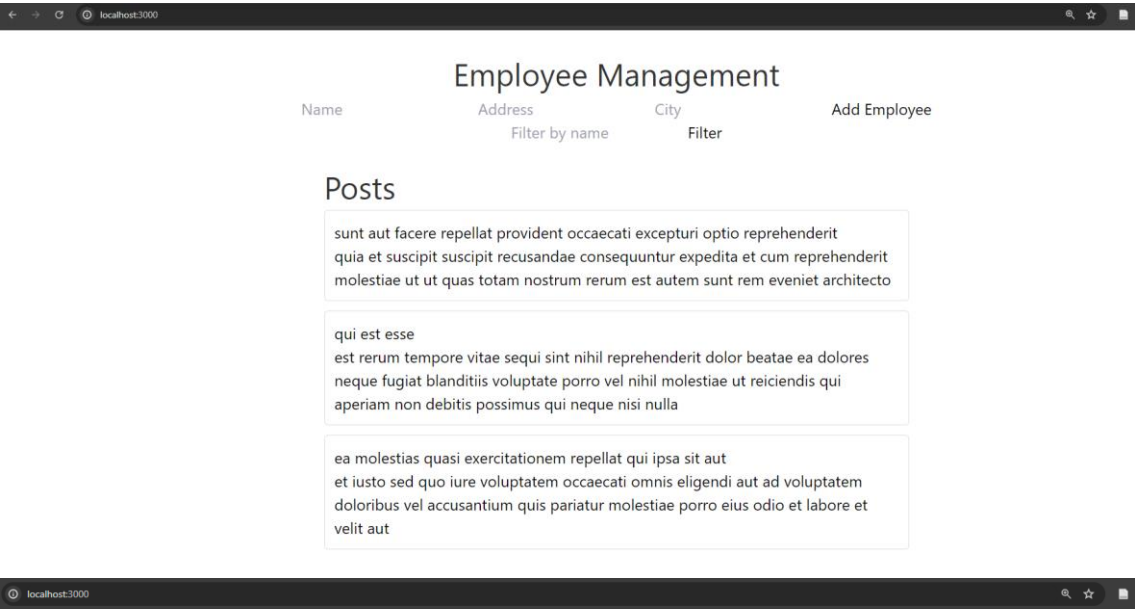 localhost:3000
Employee Management
Name Address City Add Employee
Filter by name Filter
Posts
sunt aut facere repellat provident occaecati excepturi optio reprehenderit
quia et suscipit suscipit recusandae consequuntur expedita et cum reprehenderit
molestiae ut ut quas totam nostrum rerum est autem sunt rem eveniet architecto
qui est esse
est rerum tempore vitae sequi sint nihil reprehenderit dolor beatae ea dolores
neque fugiat blanditiis voluptate porro vel nihil molestiae ut reiciendis qui
aperiam non debitis possimus qui neque nisi nulla
ea molestias quasi exercitationem repellat qui ipsa sit aut
et iusto sed quo iure voluptatem occaecati omnis eligendi aut ad voluptatem
doloribus vel accusantium quis pariatur molestiae porro eius odio et labore et
velit aut
localhost:3000